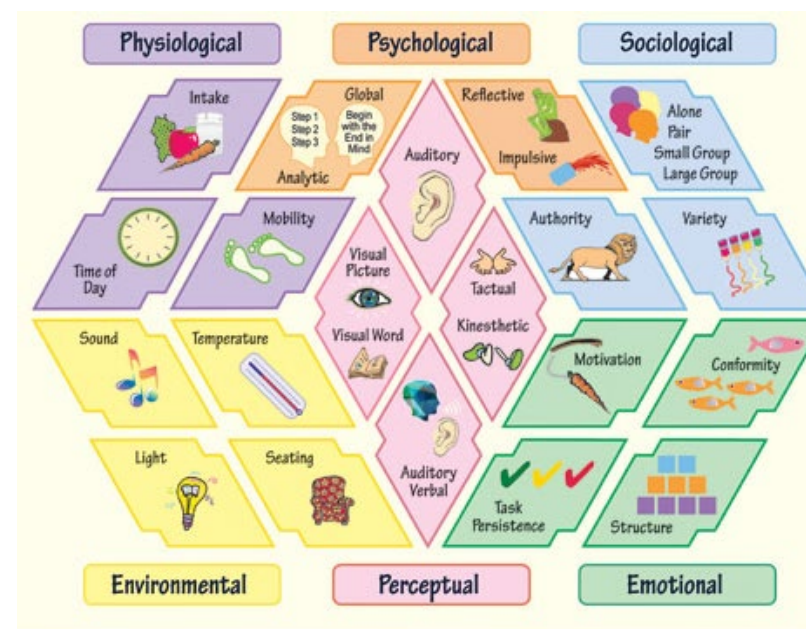 Physiological
Psychological
Sociological
Intake
Global
Step 1
Step 2
Step 3
Begin
with the
End in
Mind
Analytic
Auditory
Reflective
Impulsive
Alone
Pair
Small Group
Large Group
Time of
Day
Mobility
Visual
Picture
Visual Word
Tactual
Kinesthetic
Authority
Variety
Sound
Temperature
Motivation
Conformity
Light
Seating
Auditory
Verbal
Task
Persistence
Structure
Environmental
Perceptual
Emotional